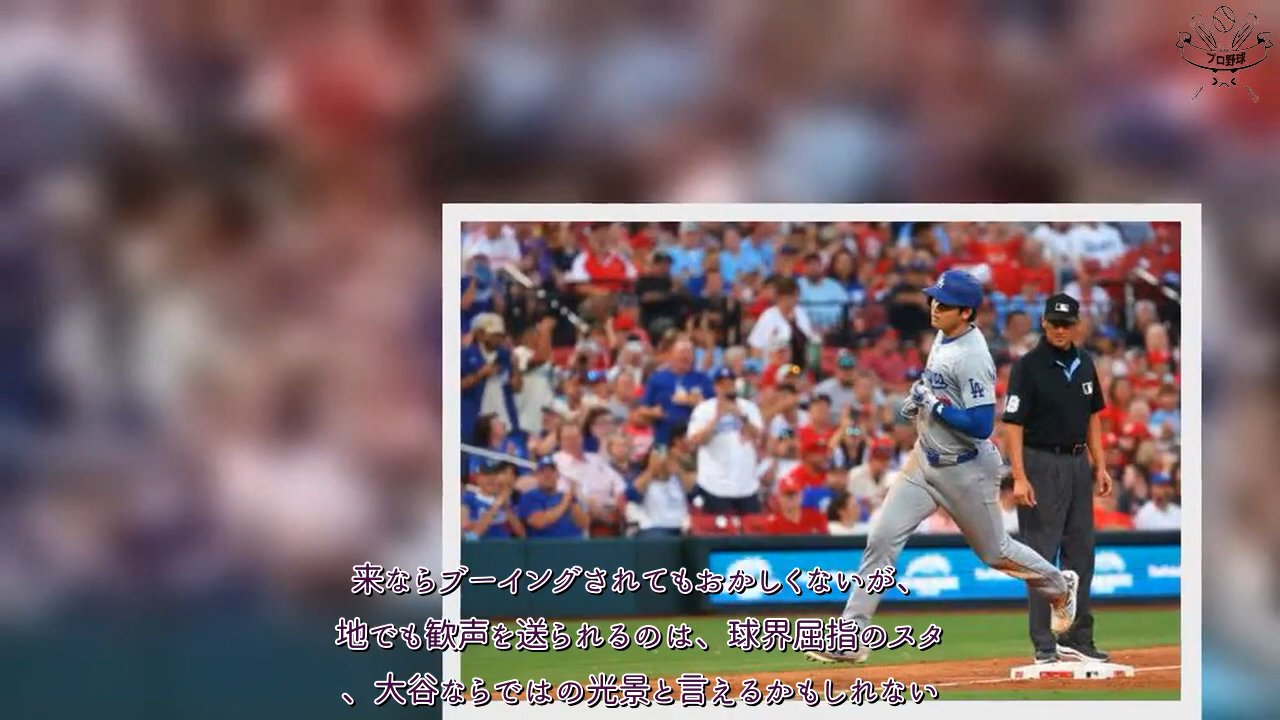 プロ野球
来ならブーイングされてもおかしくないが、
地でも歓声を送られるのは、球界屈指のスタ
、大谷ならではの光景と言えるかもしれない
LA